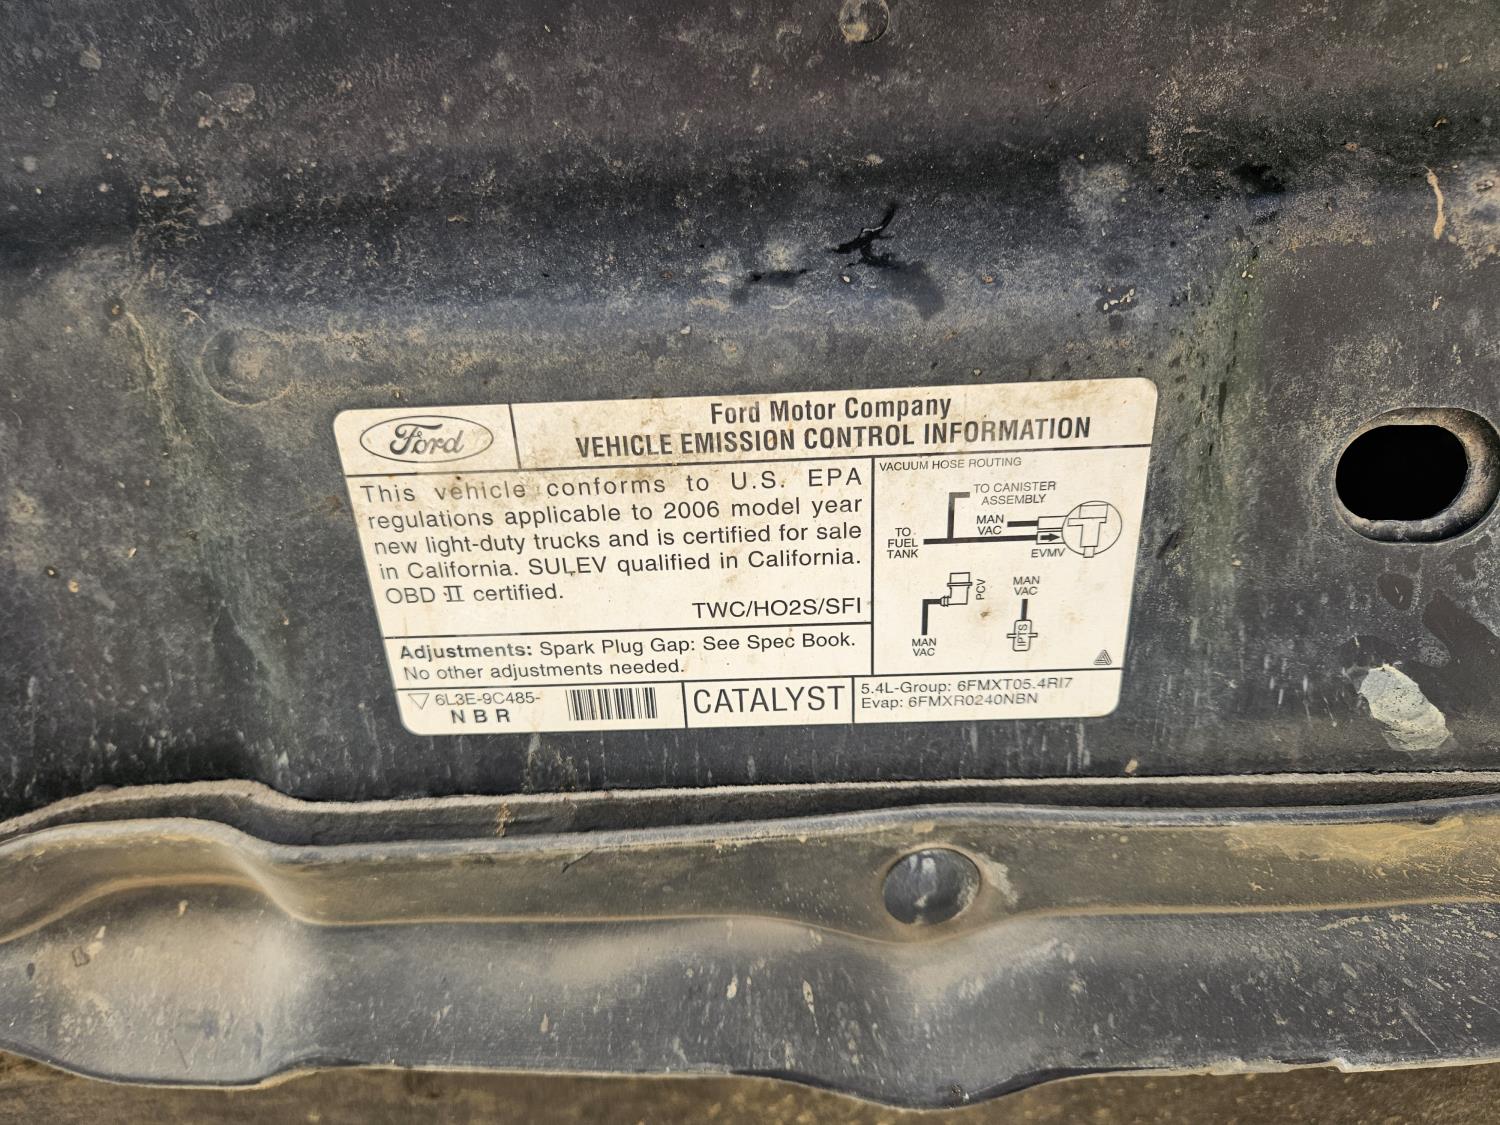 Ford
Ford Motor Company
VEHICLE EMISSION CONTROL INFORMATION
This vehicle conforms to U.S. EPA
regulations applicable to 2006 model year
new light-duty trucks and is certified for sale
in California. SULEV qualified in California.
OBD II certified.
TWC/HO2S/SFI
Adjustments: Spark Plug Gap: See Spec Book.
No other adjustments needed.
VACUUM HOSE ROUTING
TO CANISTER
ASSEMBLY
MAN
VAC
TO
FUEL
TANK
EVMV
PCV
MAN
VAC
MAN
VAC
IPTS
6L3E-9C485-
NBR
CATALYST
5.4L-Group: 6FMXT05.4RI7
Evap: 6FMXR0240NBN